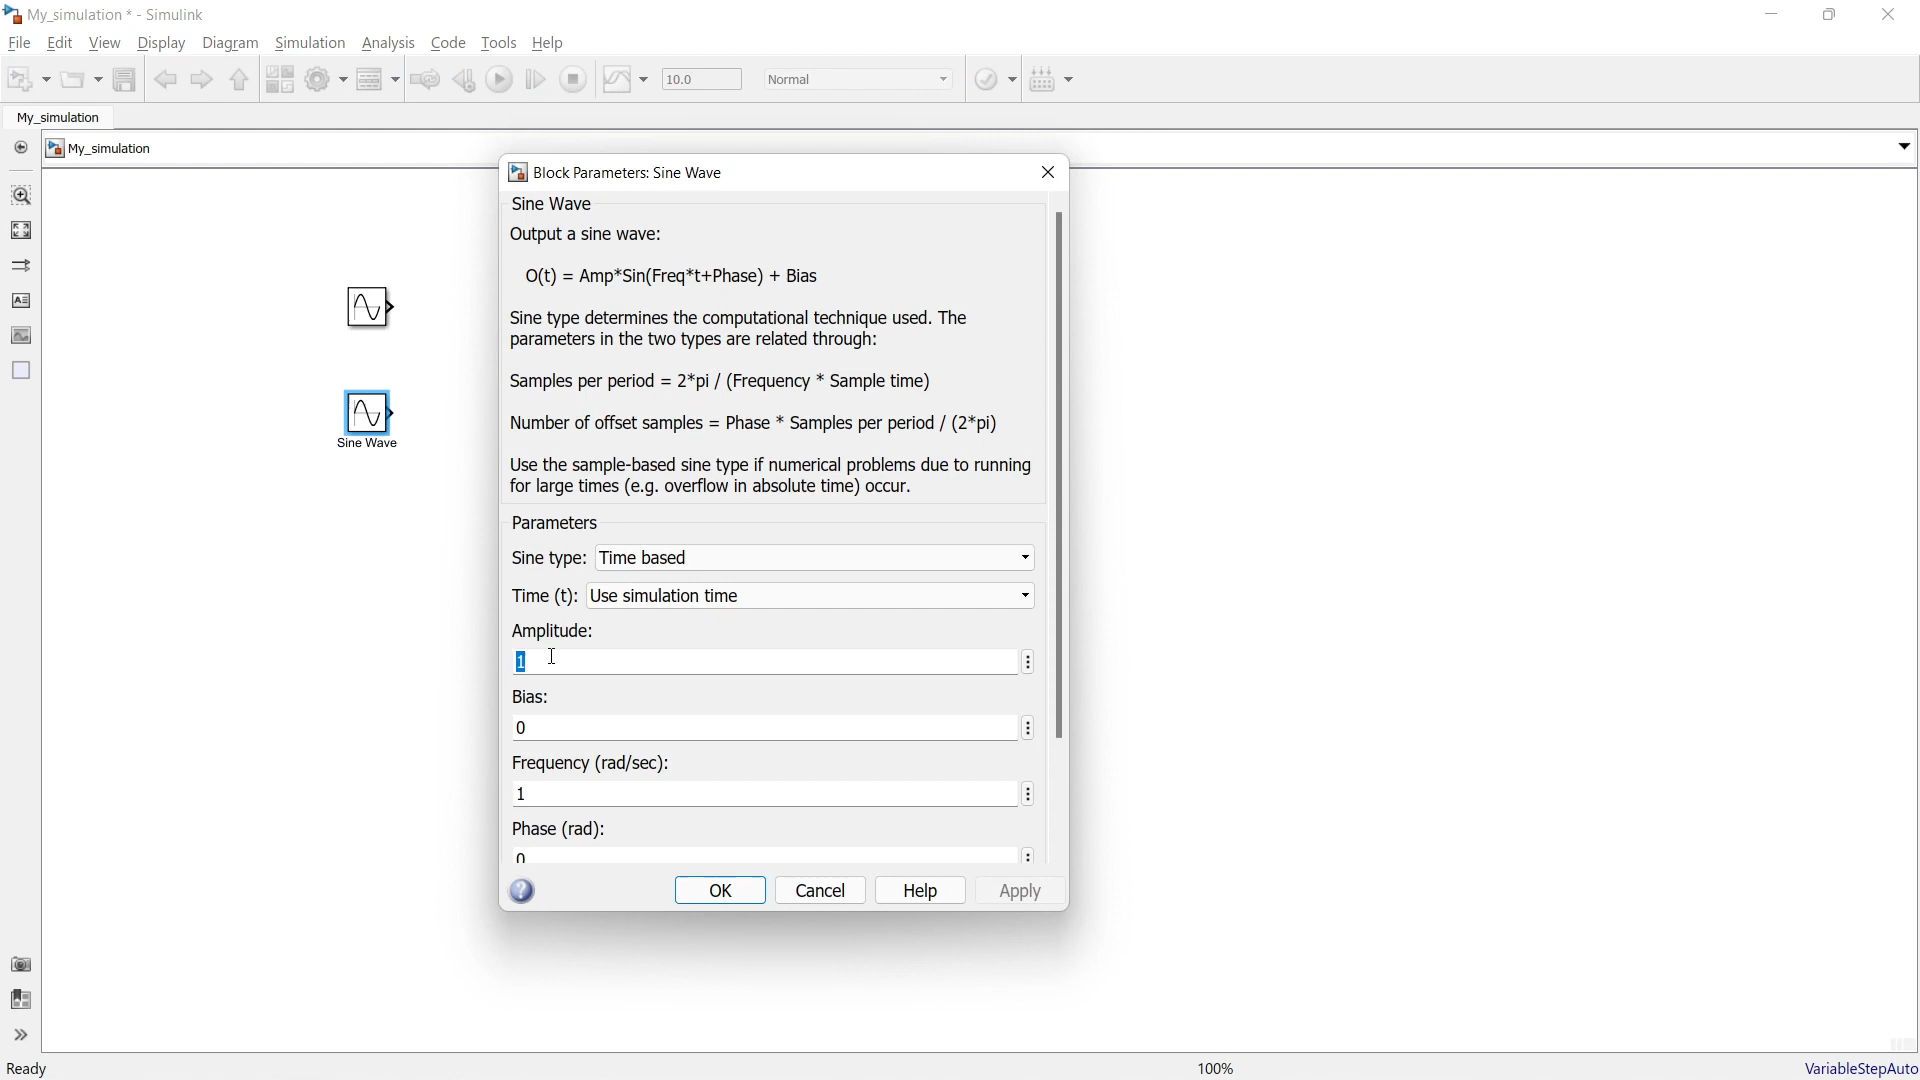 My_simulation * - Simulink
File Edit View Display Diagram Simulation Analysis Code Tools Help
10.0 Normal
My_simulation
My_simulation
Block Parameters: Sine Wave
Sine Wave
Output a sine wave:
O(t) = Amp*Sin(Freq*t+Phase) + Bias
Sine type determines the computational technique used. The
parameters in the two types are related through:
Samples per period = 2*pi / (Frequency * Sample time)
Number of offset samples = Phase * Samples per period / (2*pi)
Use the sample-based sine type if numerical problems due to running
for large times (e.g. overflow in absolute time) occur.
Parameters
Sine type: Time based
Time (t): Use simulation time
Amplitude:
1
Bias:
0
Frequency (rad/sec):
1
Phase (rad):
0
OK Cancel Help Apply
Sine Wave
Ready 100% VariableStepAuto